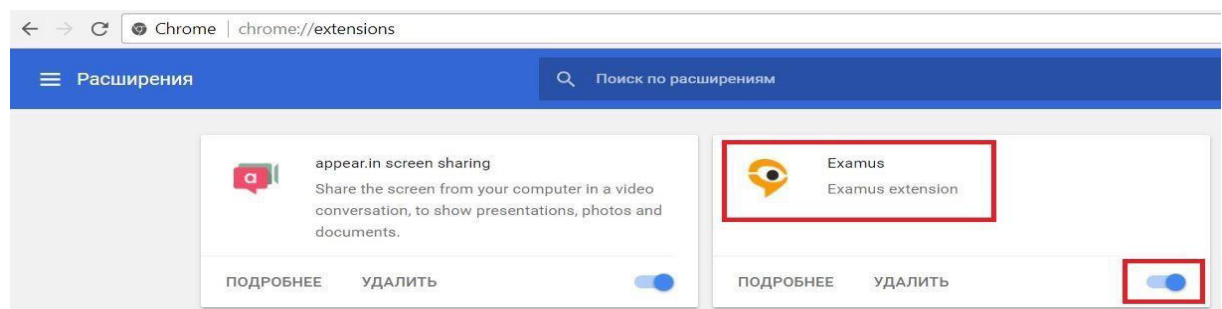 Chrome | chrome://extensions
Расширения
Поиск по расширениям
a
appear.in screen sharing
Share the screen from your computer in a video
conversation, to show presentations, photos and
documents.
ПОДРОБНЕЕ УДАЛИТЬ
Examus
Examus extension
ПОДРОБНЕЕ УДАЛИТЬ